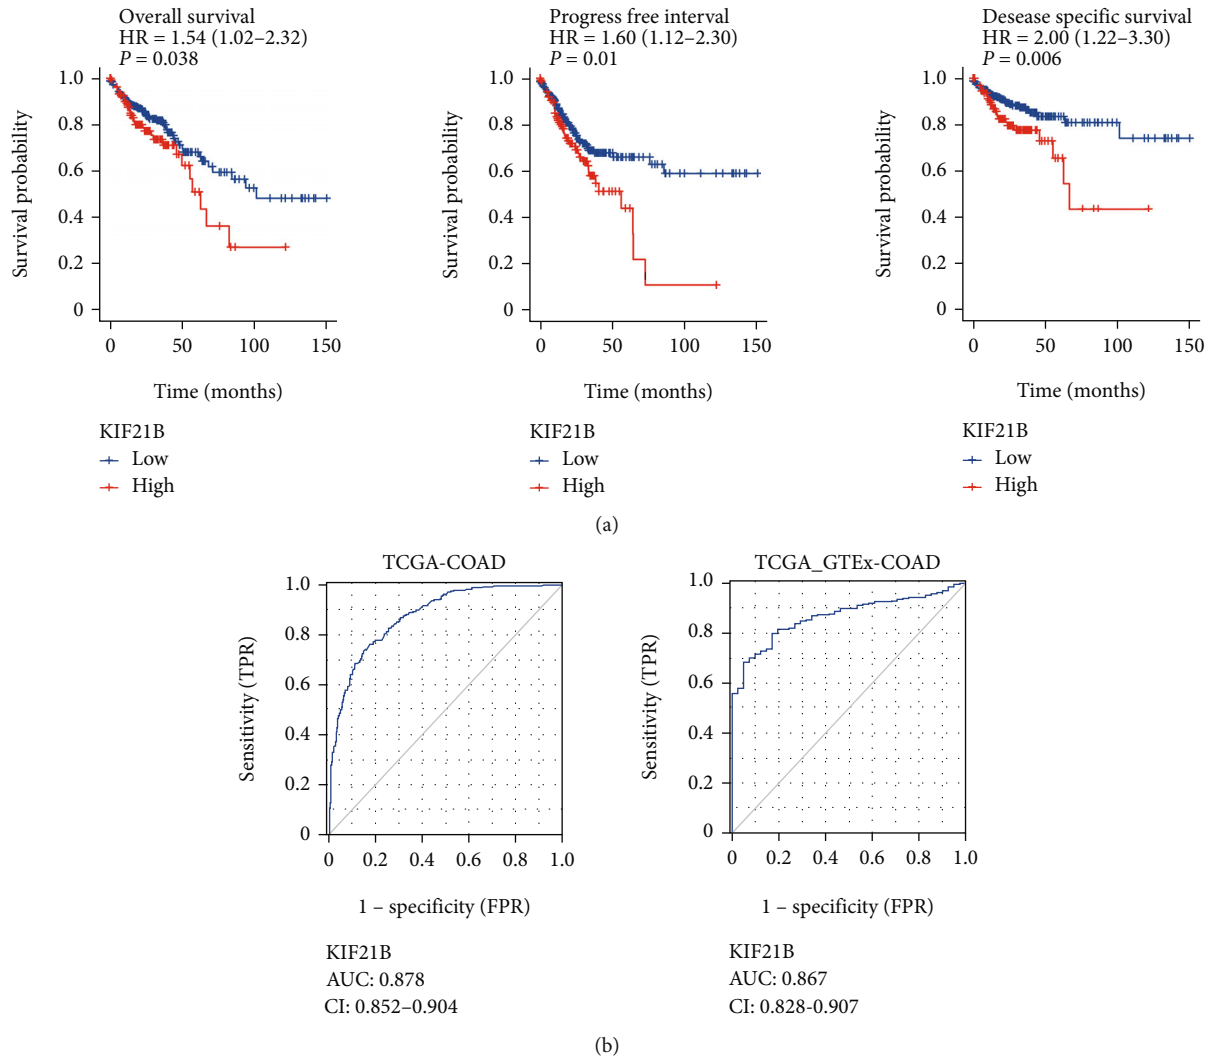 Overall survival
HR = 1.54 (1.02–2.32)
P = 0.038
1.0
0.8
0.6
0.4
0.2
0
Survival probability
0 50 100 150
Time (months)
KIF21B
Low
High
Progress free interval
HR = 1.60 (1.12–2.30)
P = 0.01
1.0
0.8
0.6
0.4
0.2
0
Survival probability
0 50 100 150
Time (months)
KIF21B
Low
High
Desease specific survival
HR = 2.00 (1.22–3.30)
P = 0.006
1.0
0.8
0.6
0.4
0.2
0
Survival probability
0 50 100 150
Time (months)
KIF21B
Low
High
(a)
TCGA-COAD
1.0
0.8
0.6
0.4
0.2
0
Sensitivity (TPR)
0 0.2 0.4 0.6 0.8 1.0
1 – specificity (FPR)
KIF21B
AUC: 0.878
CI: 0.852–0.904
TCGA_GTEx-COAD
1.0
0.8
0.6
0.4
0.2
0
Sensitivity (TPR)
0 0.2 0.4 0.6 0.8 1.0
1 – specificity (FPR)
KIF21B
AUC: 0.867
CI: 0.828-0.907
(b)